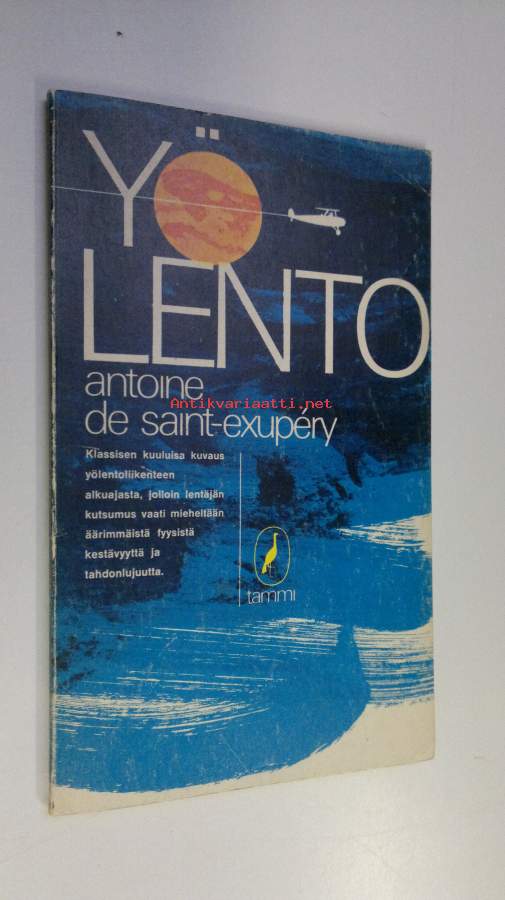 YÖ
LENTO
antoine
Antikvariaatti.net
de saint-exupéry
Klassisen kuuluisa kuvaus
yölentoliikenteen
alkuajasta, jolloin lentäjän
kutsumus vaati mieheltään
äärimmäistä fyysistä
kestävyyttä ja
tahdonlujuutta.
tammi